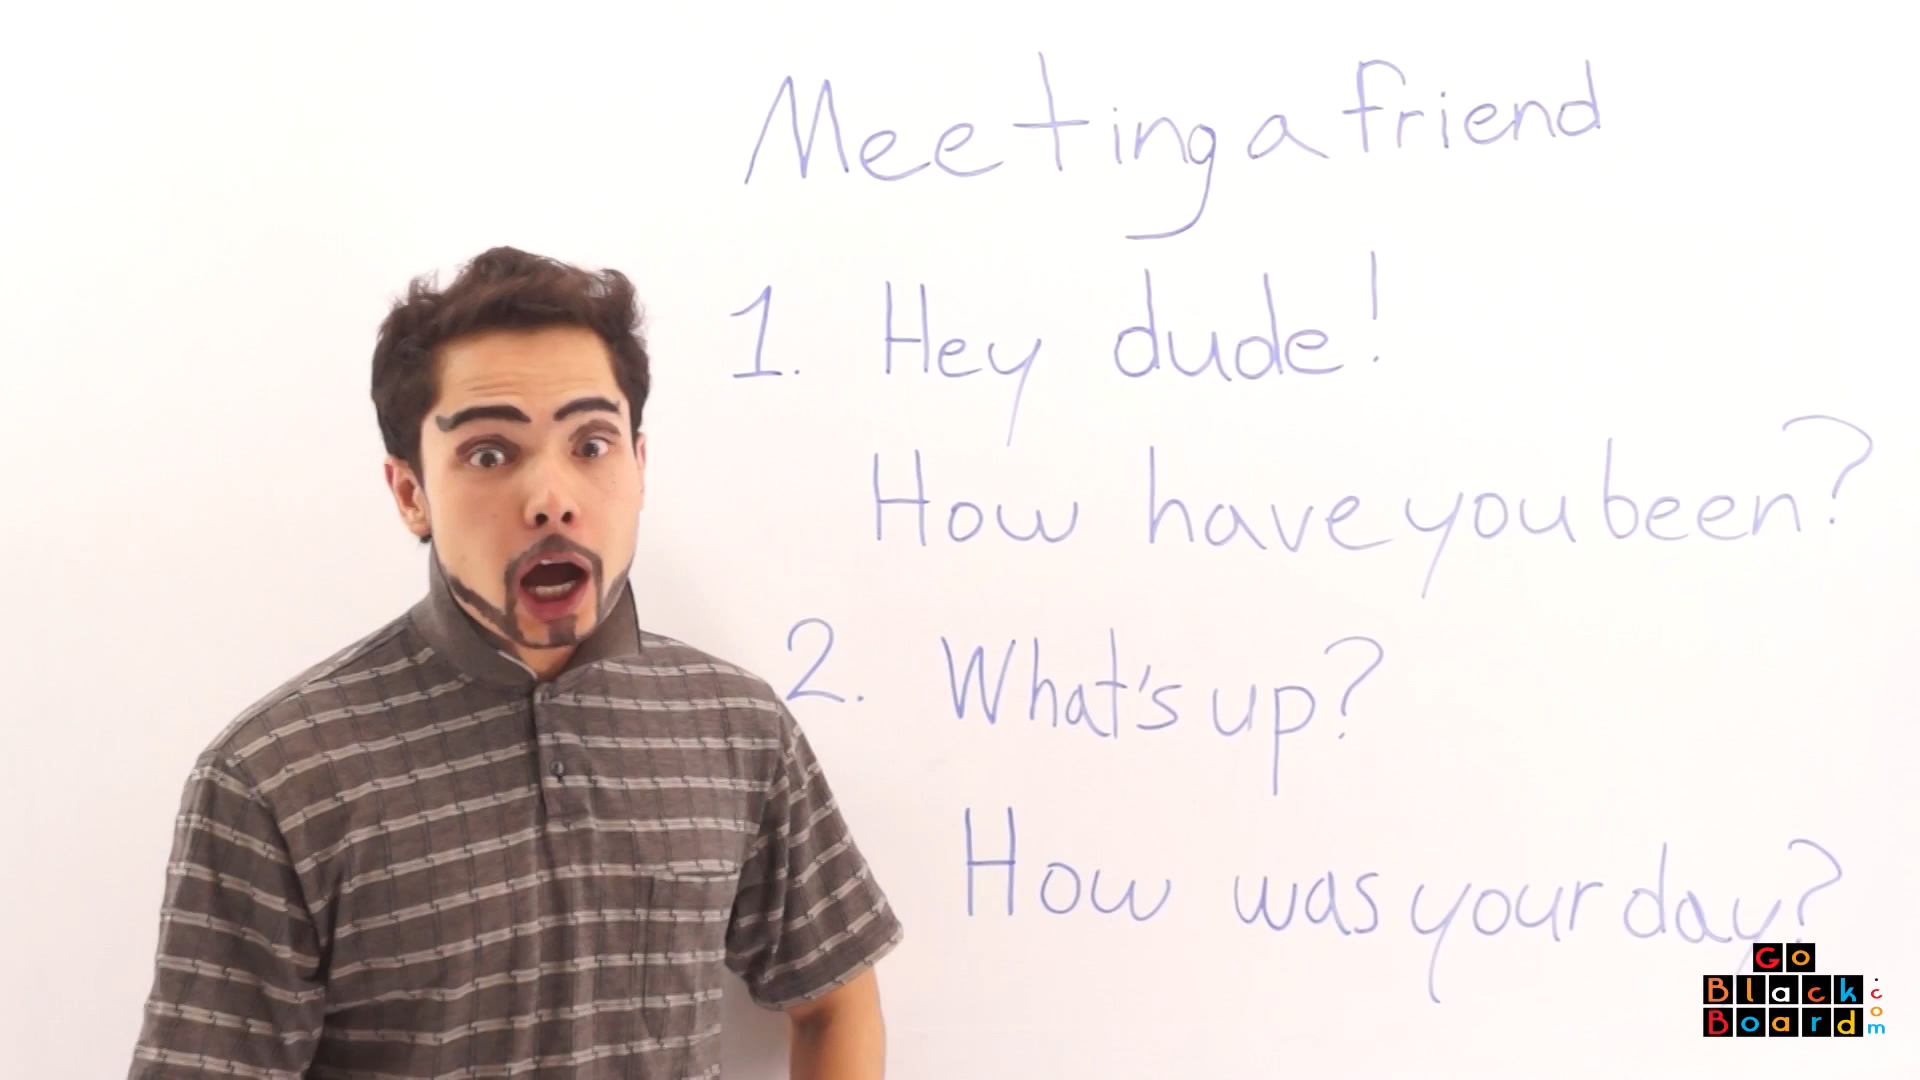 Meeting a friend
1. Hey dude!
How have you been?
2. What's up?
How was your day?
Go
Black
Board
.com